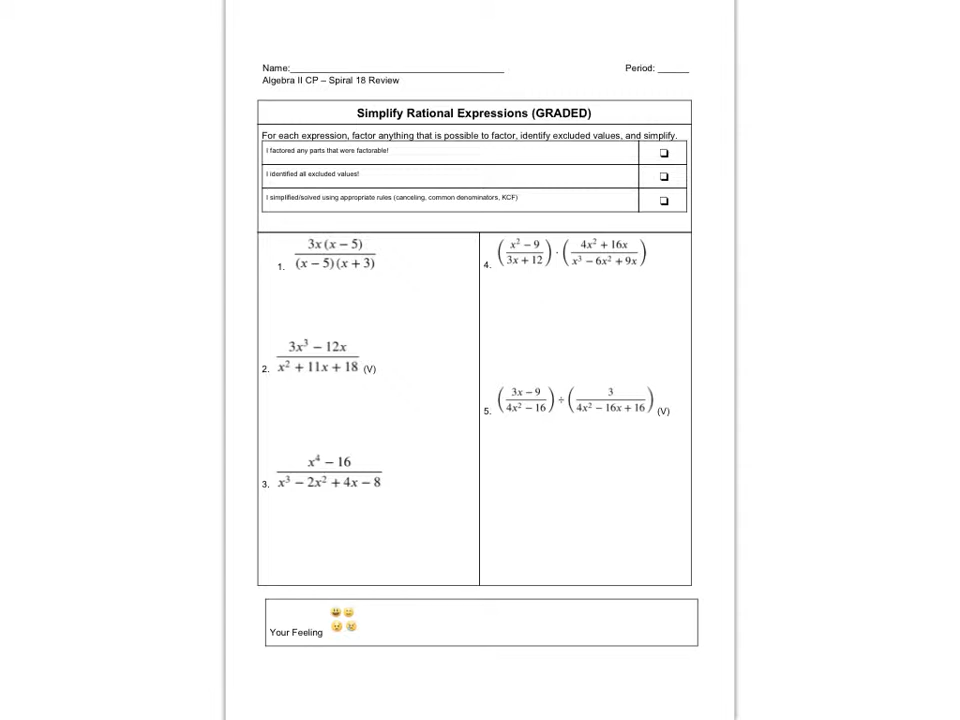 Name:________________________________________ Period: ______
Algebra II CP – Spiral 18 Review
Simplify Rational Expressions (GRADED)
For each expression, factor anything that is possible to factor, identify excluded values, and simplify.
I factored any parts that were factorable! ❏
I identified all excluded values! ❏
I simplified/solved using appropriate rules (canceling, common denominators, KCF) ❏
1. 3x(x − 5)
(x − 5)(x + 3)
2. 3x³ − 12x
x² + 11x + 18 (V)
3. x⁴ − 16
x³ − 2x² + 4x − 8
4. (x² − 9 / 3x + 12) · (4x² + 16x / x³ − 6x² + 9x)
5. (3x − 9 / 4x² − 16) ÷ (3 / 4x² − 16x + 16) (V)
Your Feeling